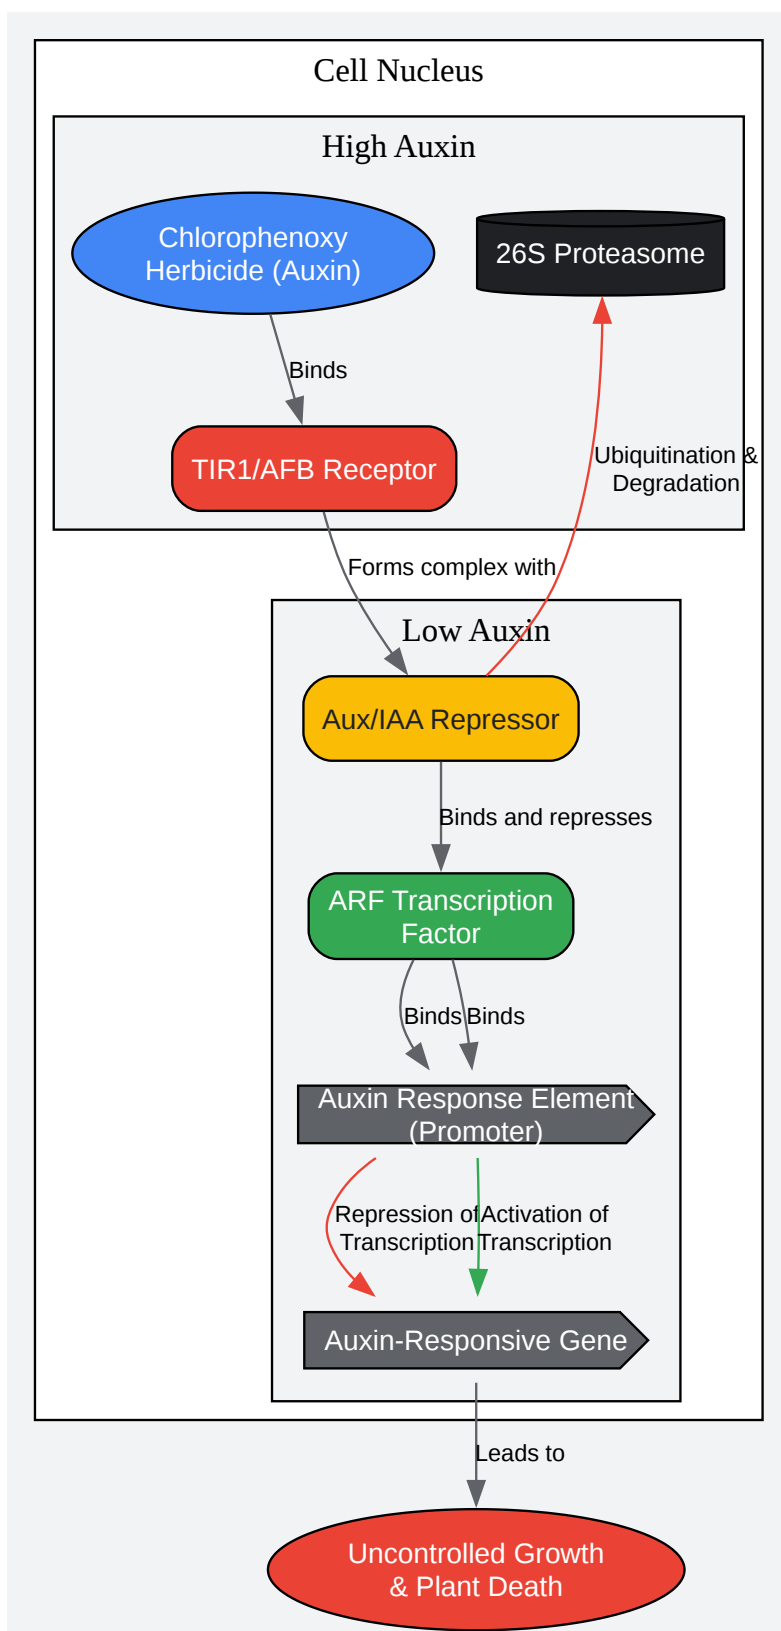 Cell Nucleus
High Auxin
Chlorophenoxy
Herbicide (Auxin)
26S Proteasome
Binds
TIR1/AFB Receptor
Ubiquitination &
Degradation
Forms complex with
Low Auxin
Aux/IAA Repressor
Binds and represses
ARF Transcription
Factor
Binds
Binds
Auxin Response Element
(Promoter)
Repression of
Transcription
Activation of
Transcription
Auxin-Responsive Gene
Leads to
Uncontrolled Growth
& Plant Death